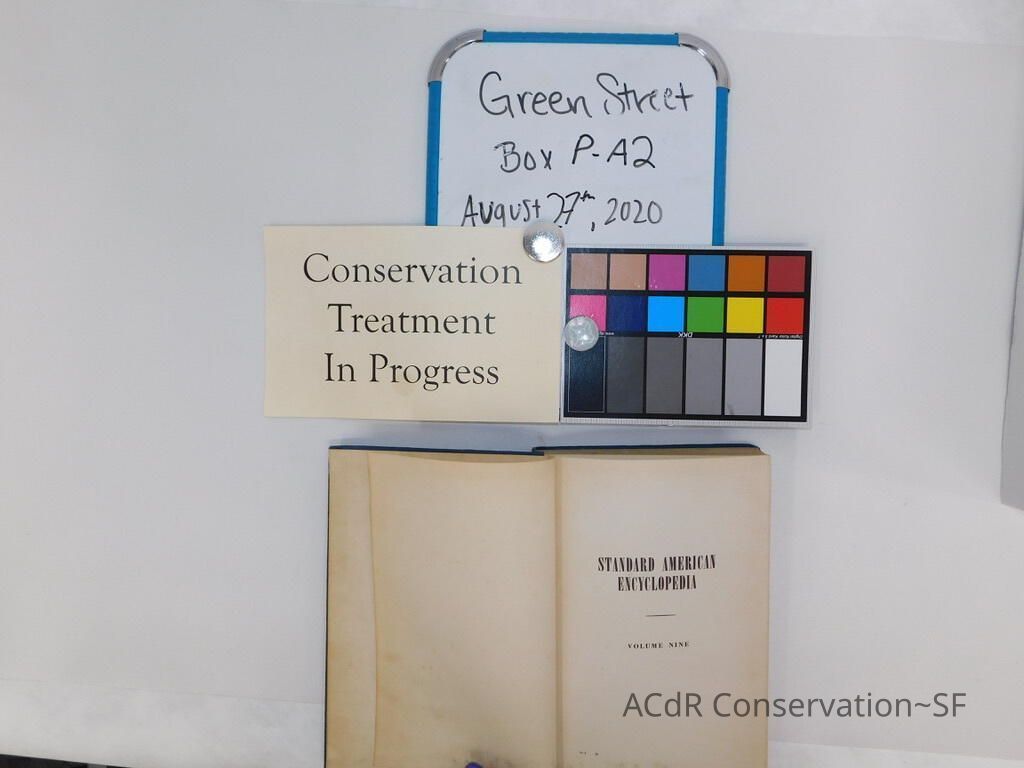 Green Street
Box P-A2
August 27th, 2020
Conservation
Treatment
In Progress
DKK
STANDARD AMERICAN
ENCYCLOPEDIA
VOLUME NINE
ACdR Conservation~SF